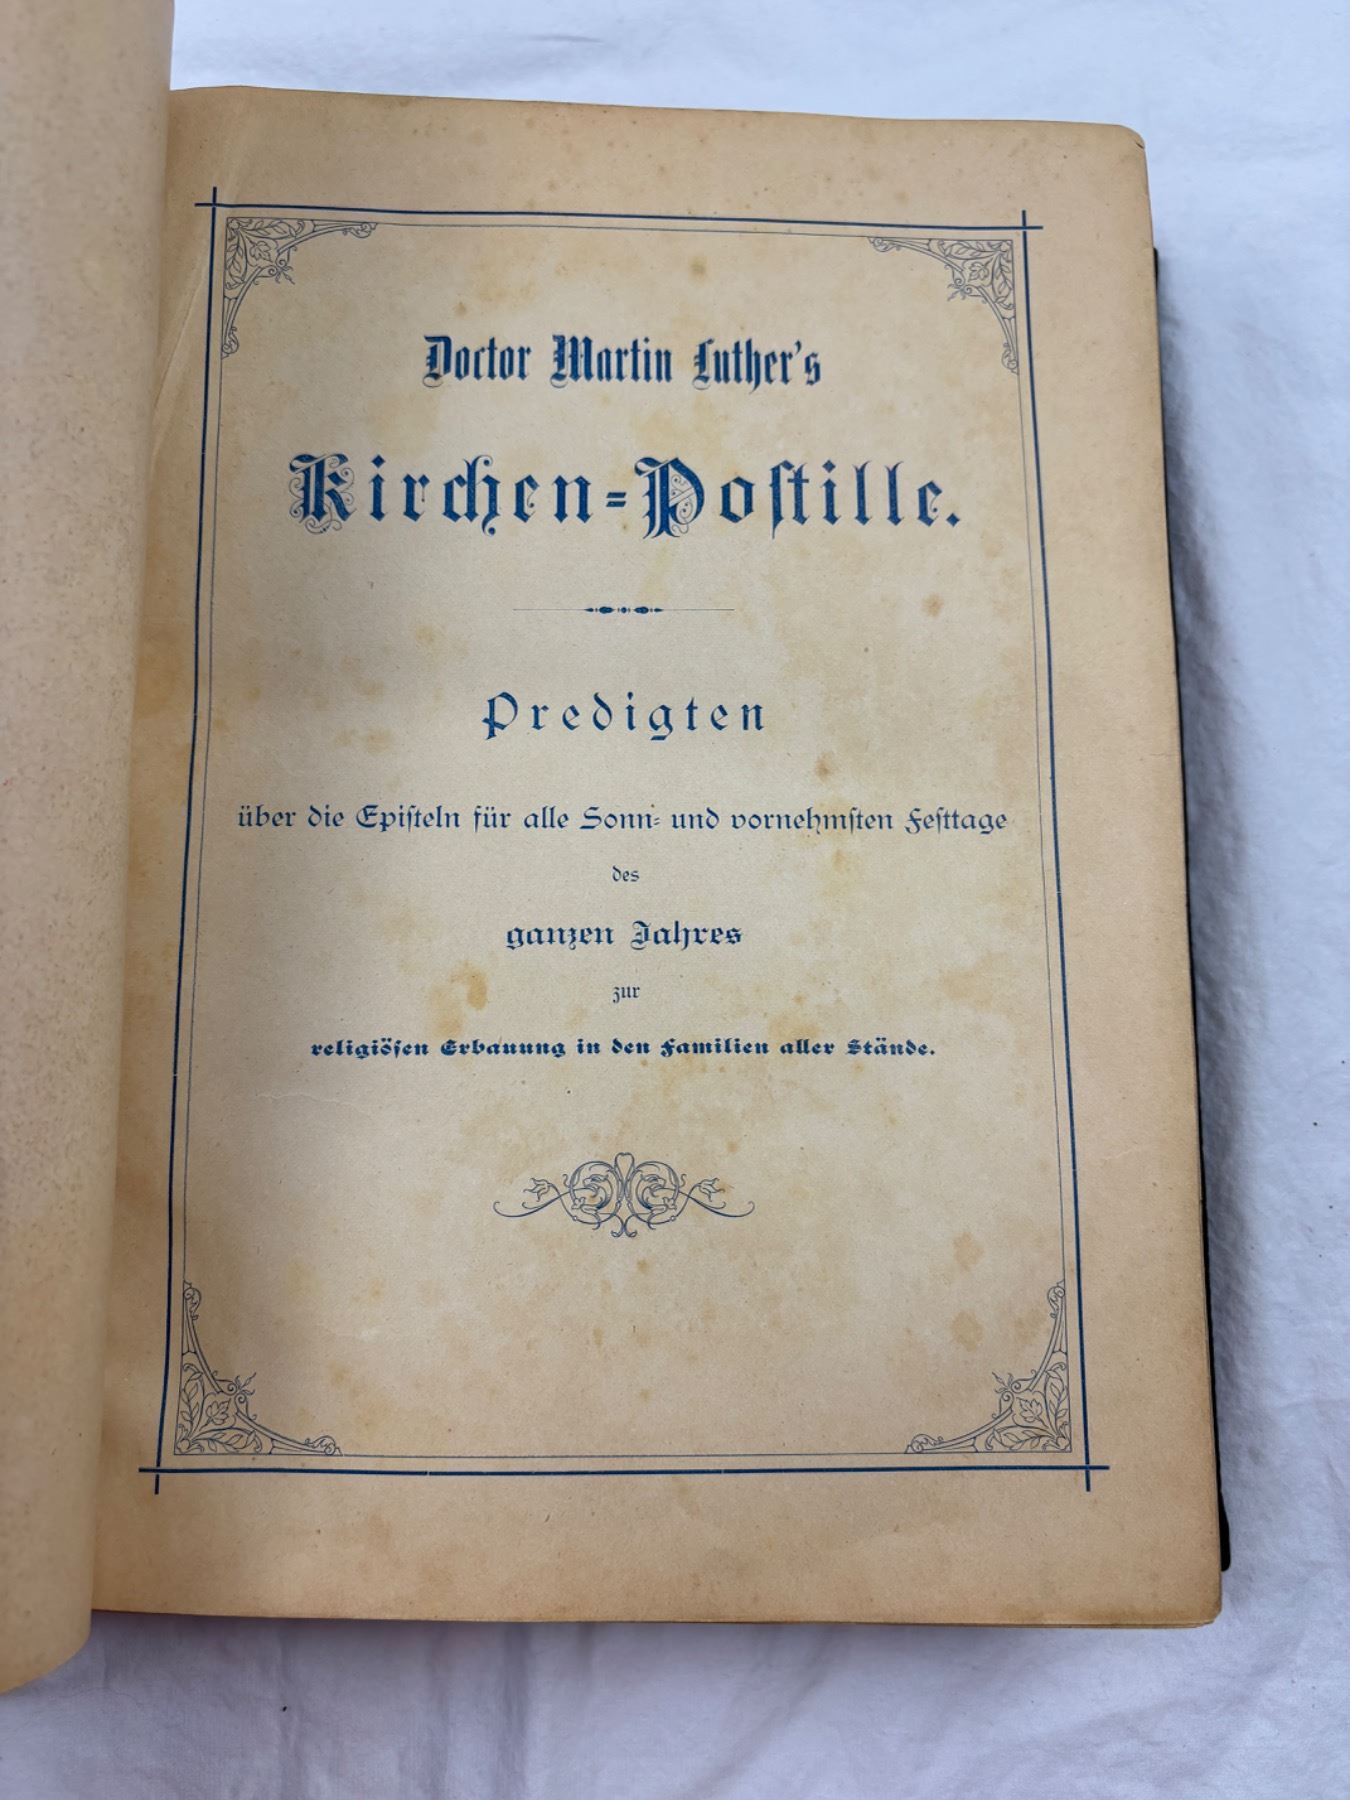 Doctor Martin Luther's
Kirchen=Poſtille.
Predigten
über die Epiſteln für alle Sonn= und vornehmſten Feſttage
des
ganzen Jahres
zur
religiöſen Erbauung in den Familien aller Stände.